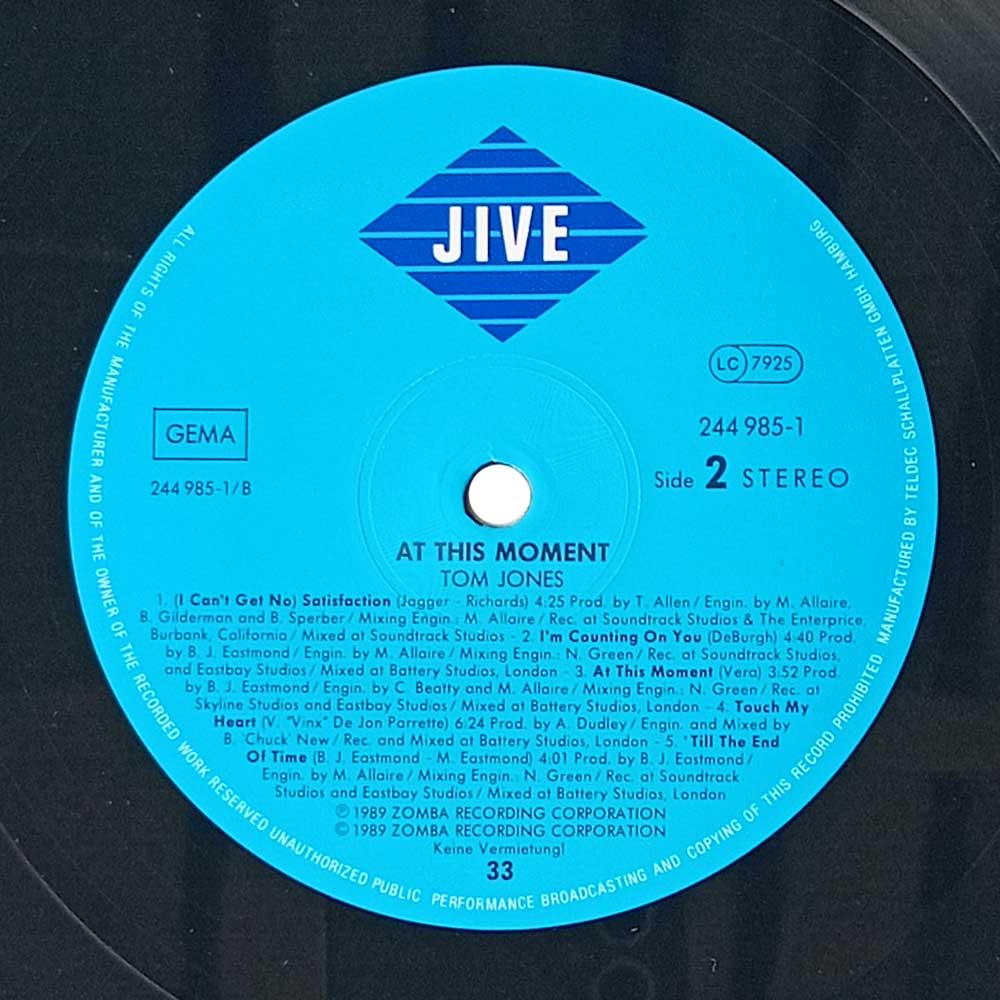 JIVE
LC 7925
GEMA
244 985-1
244 985-1/B
Side 2 STEREO
AT THIS MOMENT
TOM JONES
1. (I Can't Get No) Satisfaction (Jagger - Richards) 4:25 Prod. by T. Allen/ Engin. by M. Allaire,
B. Gilderman and B. Sperber/ Mixing Engin.: M. Allaire/ Rec. at Soundtrack Studios & The Enterprice,
Burbank, California/ Mixed at Soundtrack Studios - 2. I'm Counting On You (DeBurgh) 4:40 Prod.
by B. J. Eastmond/ Engin. by M. Allaire/ Mixing Engin.: N. Green/ Rec. at Soundtrack Studios,
and Eastbay Studios/ Mixed at Battery Studios, London - 3. At This Moment (Vera) 3:52 Prod.
by B. J. Eastmond/ Engin. by C. Beatty and M. Allaire/ Mixing Engin.: N. Green/ Rec. at
Skyline Studios and Eastbay Studios/ Mixed at Battery Studios, London - 4. Touch My
Heart (V. "Vinx" De Jon Parrette) 6:24 Prod. by A. Dudley/ Engin. and Mixed by
B. 'Chuck' New/ Rec. and Mixed at Battery Studios, London - 5. 'Till The End
Of Time (B. J. Eastmond - M. Eastmond) 4:01 Prod. by B. J. Eastmond/
Engin. by M. Allaire/ Mixing Engin.: N. Green/ Rec. at Soundtrack
Studios and Eastbay Studios/ Mixed at Battery Studios, London
℗ 1989 ZOMBA RECORDING CORPORATION
© 1989 ZOMBA RECORDING CORPORATION
Keine Vermietung!
33
ALL RIGHTS OF THE MANUFACTURER AND OF THE OWNER OF THE RECORDED WORK RESERVED UNAUTHORIZED PUBLIC PERFORMANCE BROADCASTING AND COPYING OF THIS RECORD PROHIBITED MANUFACTURED BY TELDEC SCHALLPLATTEN GMBH, HAMBURG